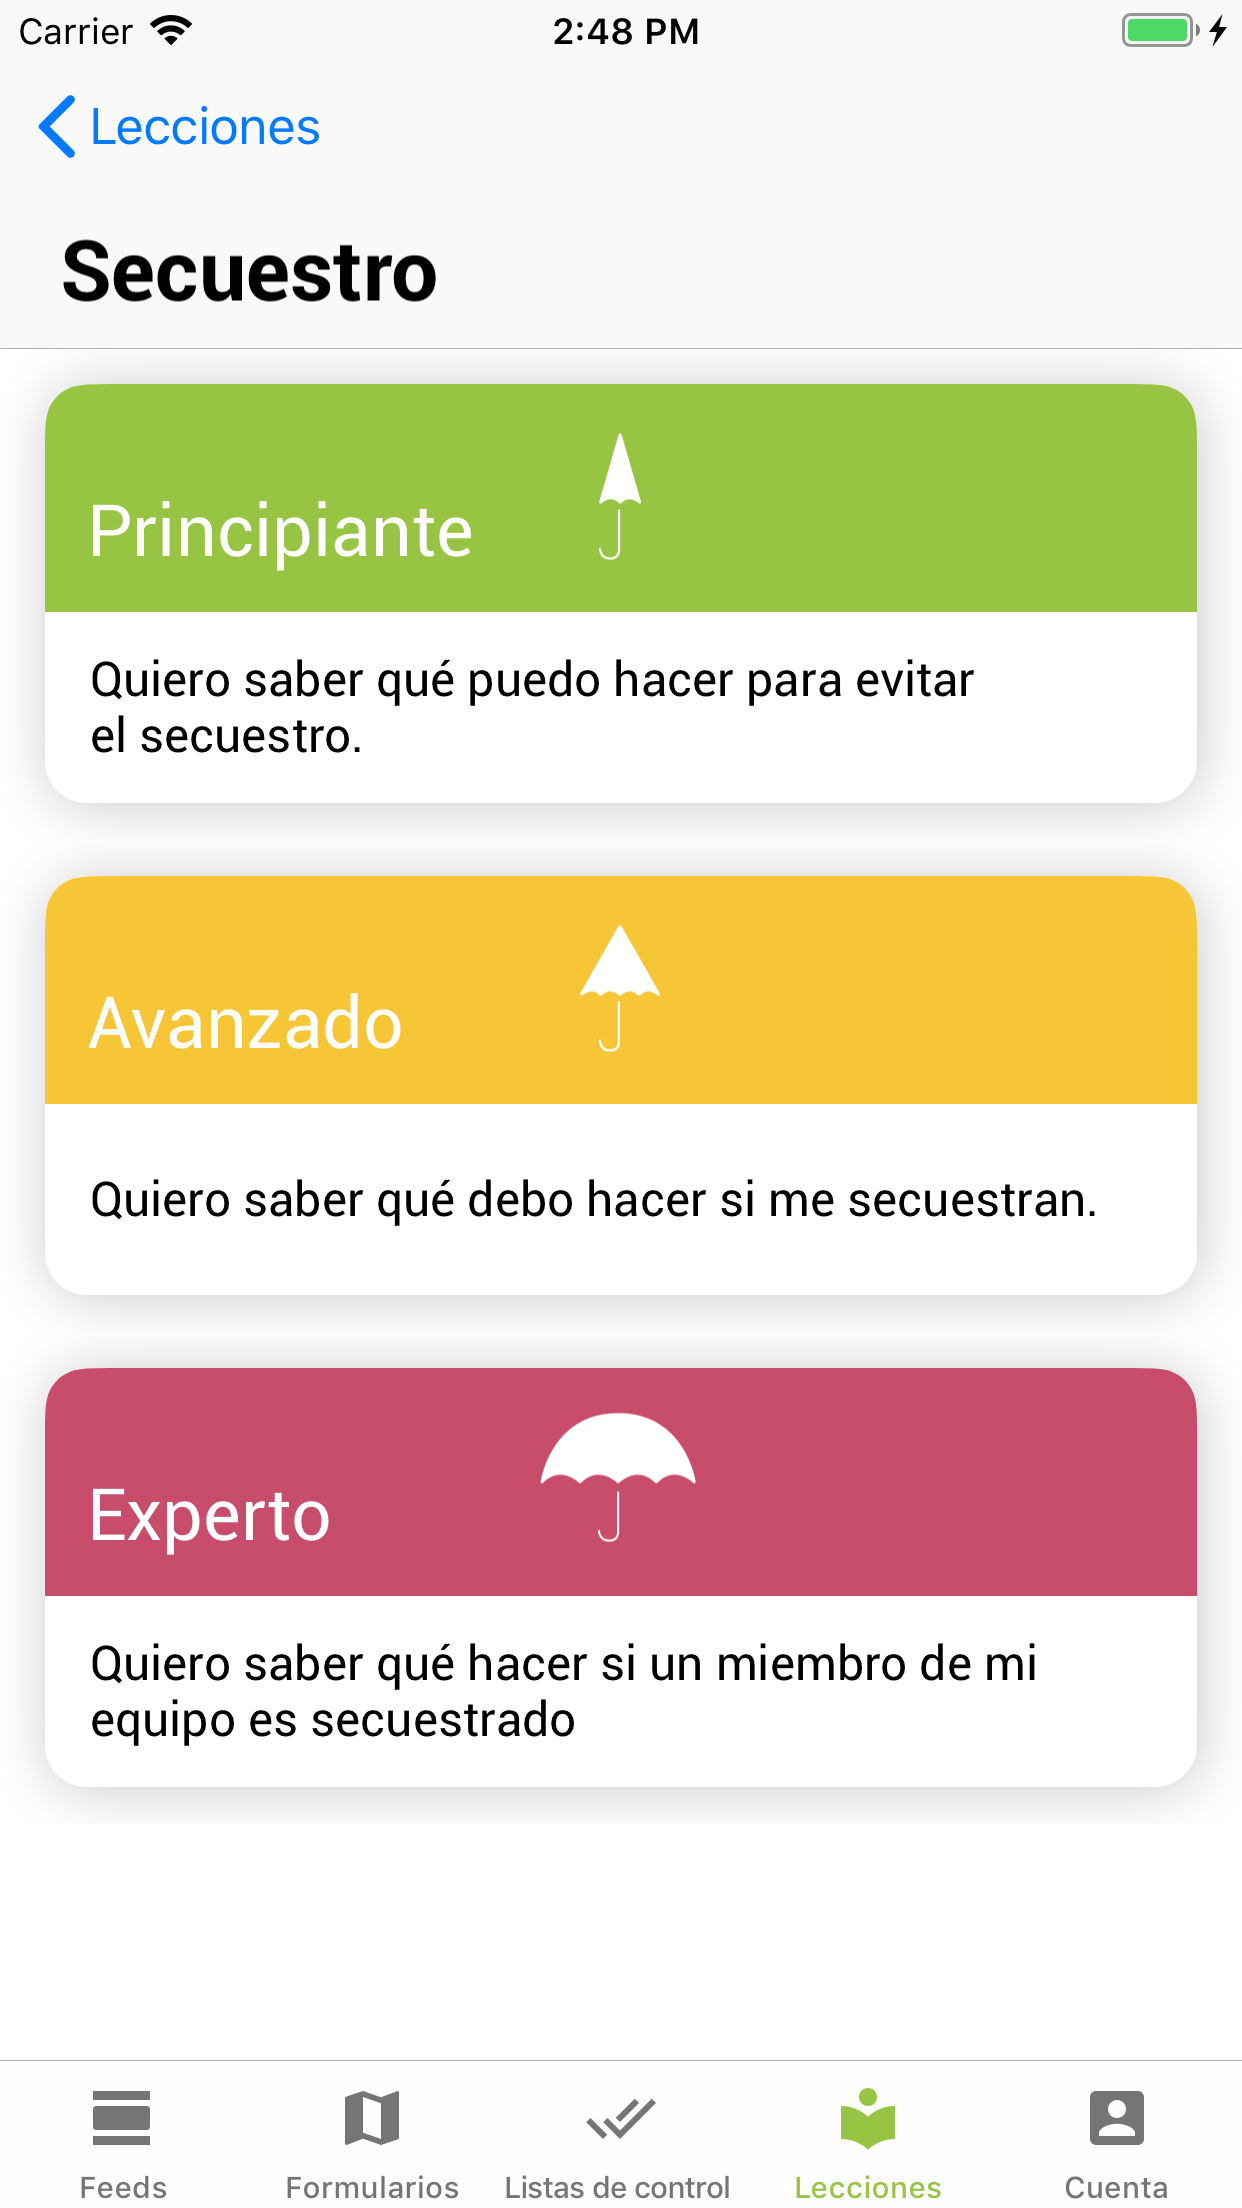 Carrier 2:48 PM
Lecciones
Secuestro
Principiante
Quiero saber qué puedo hacer para evitar
el secuestro.
Avanzado
Quiero saber qué debo hacer si me secuestran.
Experto
Quiero saber qué hacer si un miembro de mi
equipo es secuestrado
Feeds Formularios Listas de control Lecciones Cuenta